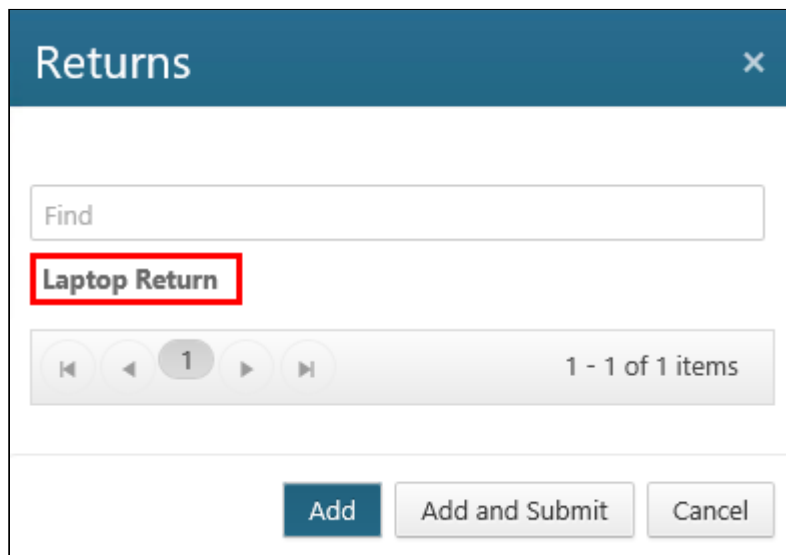 Returns
Find
Laptop Return
1
1 - 1 of 1 items
Add
Add and Submit
Cancel